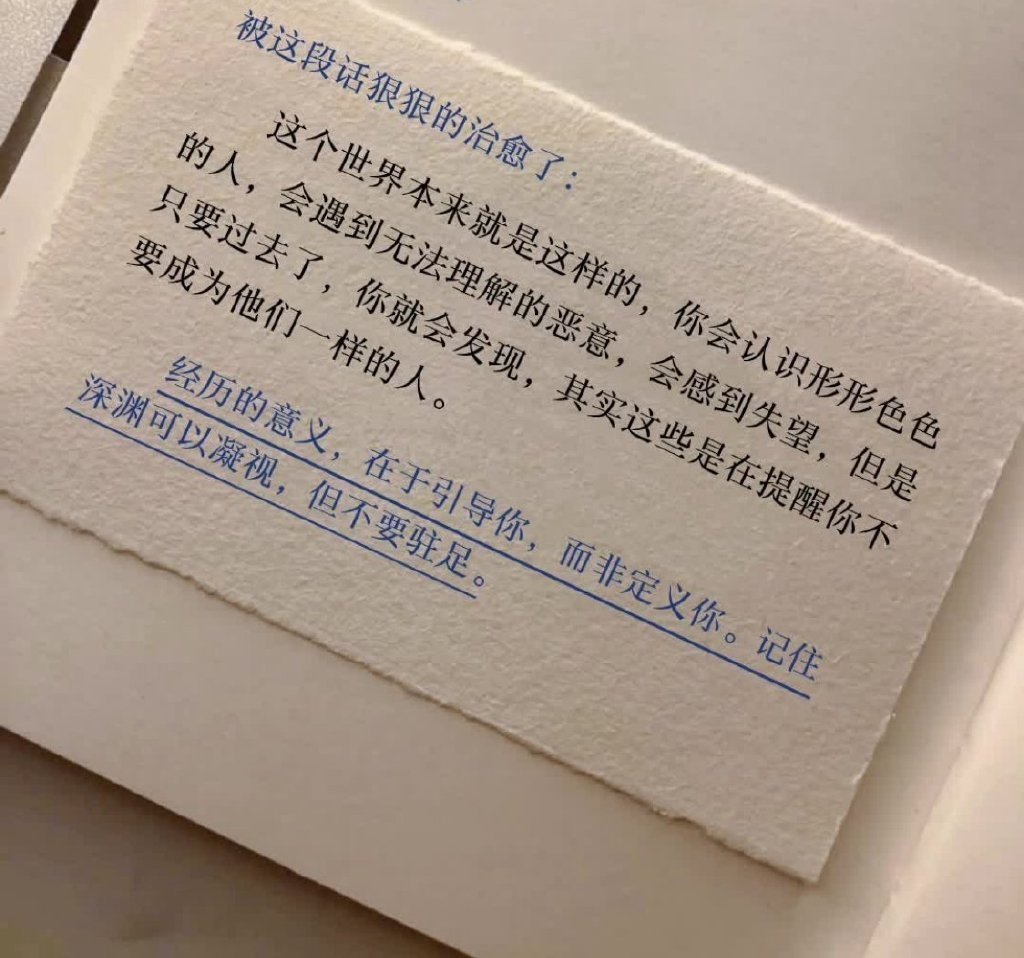 被这段话狠狠的治愈了：
这个世界本来就是这样的，你会认识形形色色
的人，会遇到无法理解的恶意，会感到失望，但是
只要过去了，你就会发现，其实这些是在提醒你不
要成为他们一样的人。
经历的意义，在于引导你，而非定义你。记住
深渊可以凝视，但不要驻足。